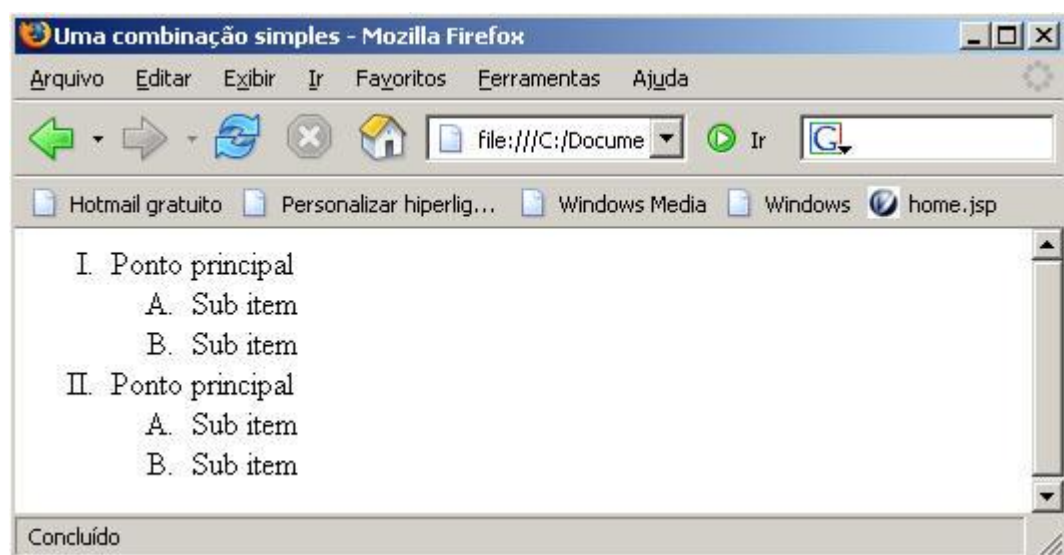 Uma combinação simples - Mozilla Firefox
Arquivo Editar Exibir Ir Favoritos Ferramentas Ajuda
file:///C:/Docume Ir G
Hotmail gratuito Personalizar hiperlig... Windows Media Windows home.jsp
I. Ponto principal
A. Sub item
B. Sub item
II. Ponto principal
A. Sub item
B. Sub item
Concluído